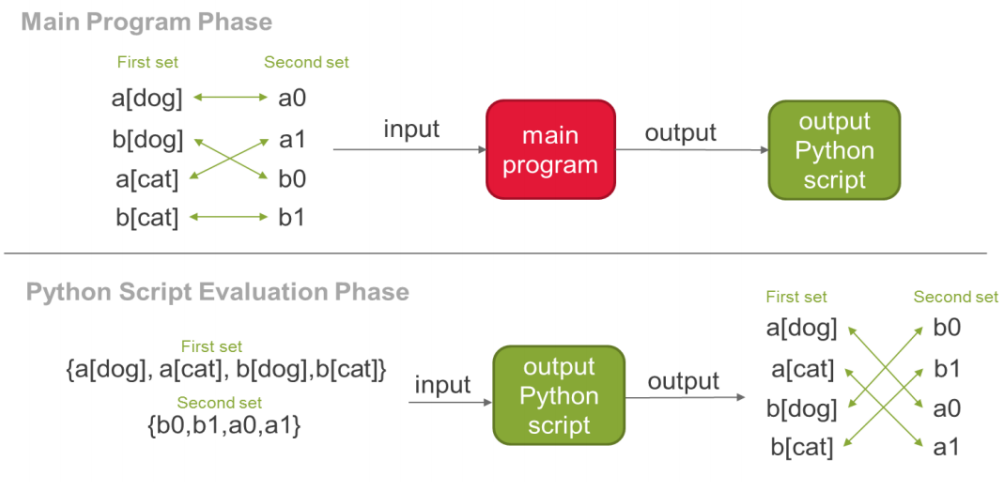 Main Program Phase
First set Second set
a[dog] a0
b[dog] a1
a[cat] b0
b[cat] b1
input
main
program
output
output
Python
script
Python Script Evaluation Phase
First set
{a[dog], a[cat], b[dog],b[cat]}
Second set
{b0,b1,a0,a1}
input
output
Python
script
output
First set Second set
a[dog] b0
a[cat] b1
b[dog] a0
b[cat] a1